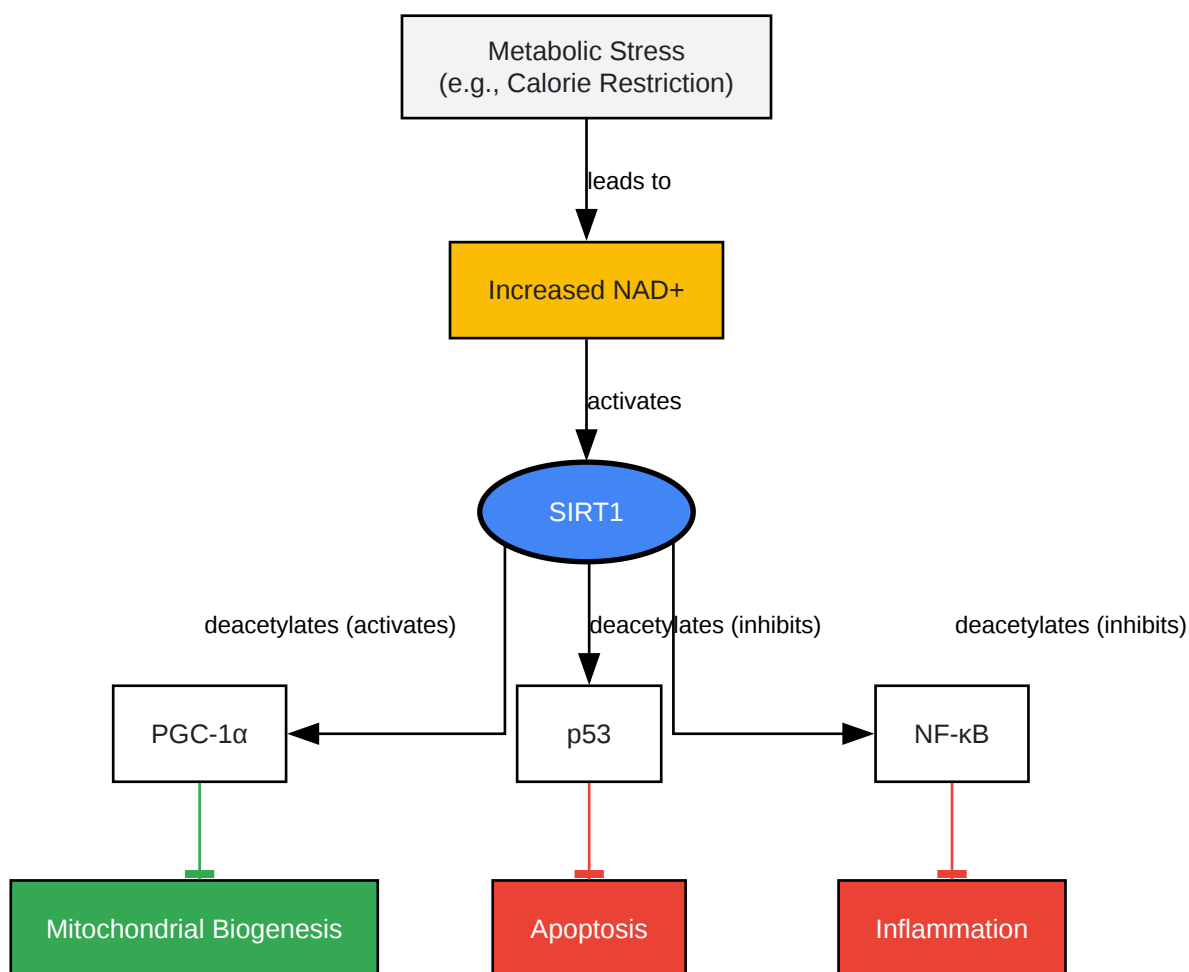 Metabolic Stress
(e.g., Calorie Restriction)
leads to
Increased NAD+
activates
SIRT1
deacetylates (activates)
deacetylates (inhibits)
deacetylates (inhibits)
PGC-1α
p53
NF-κB
Mitochondrial Biogenesis
Apoptosis
Inflammation